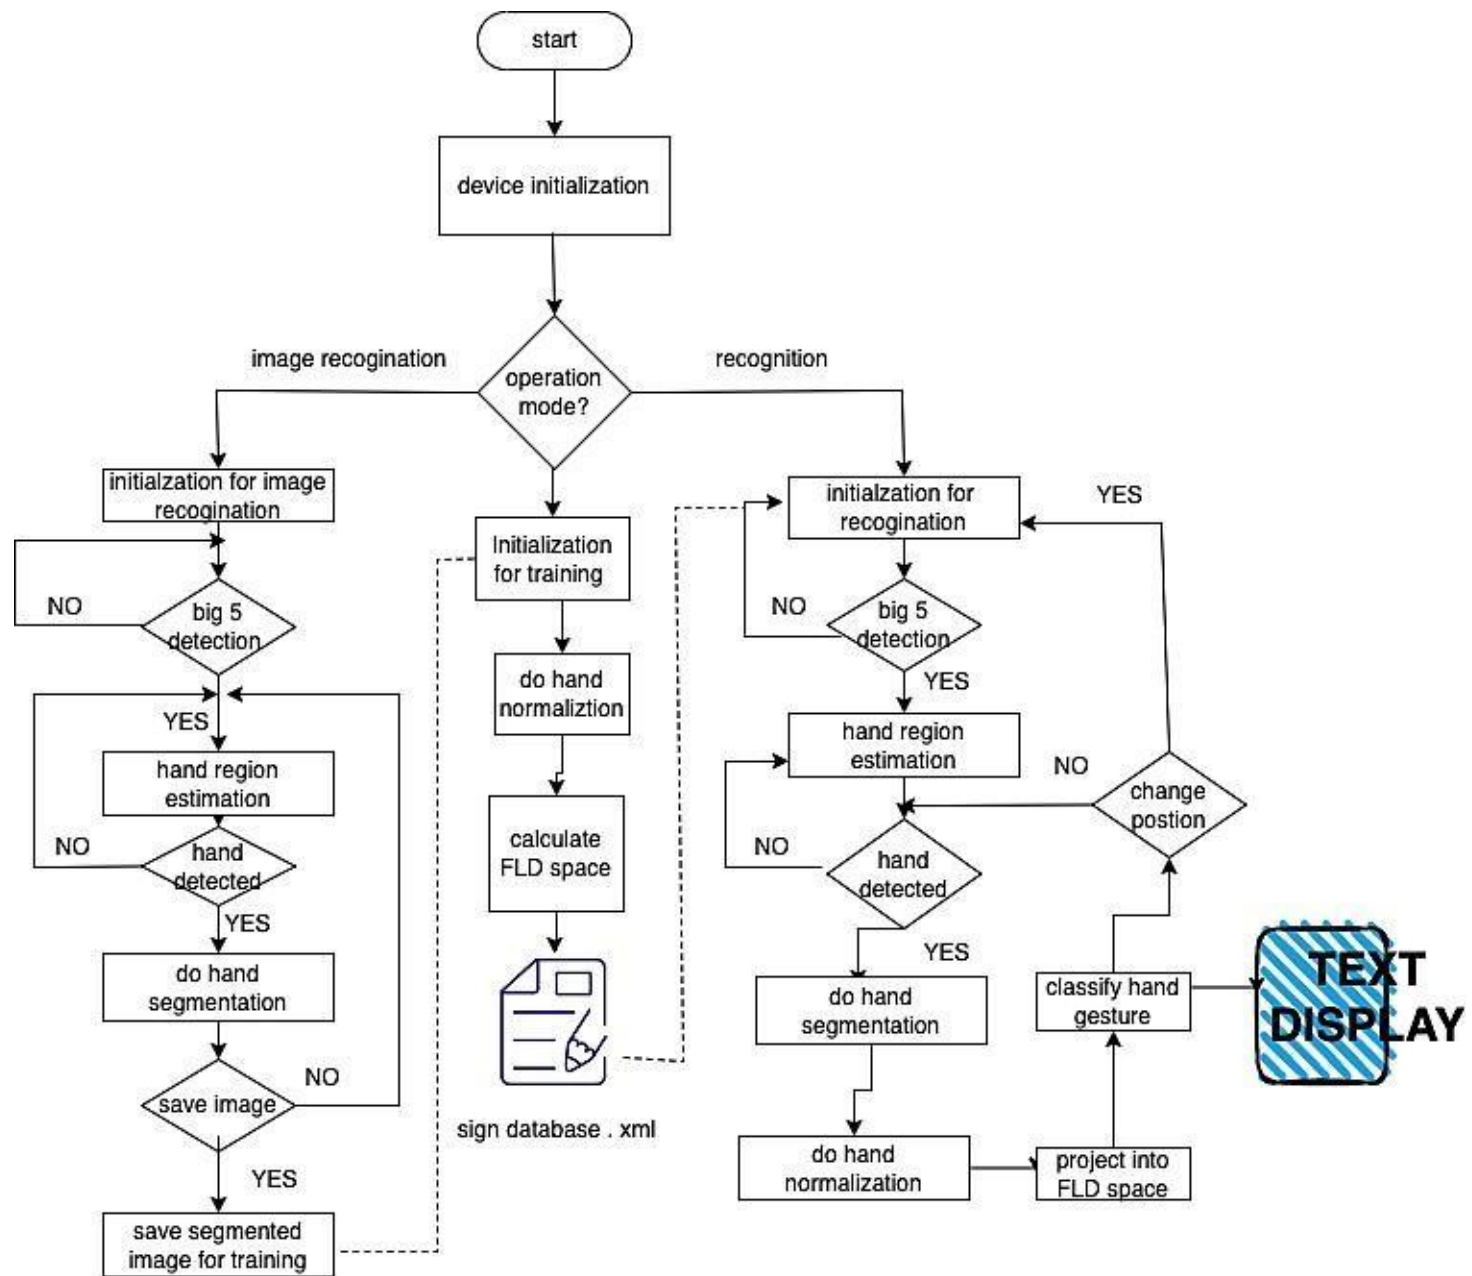 start
device initialization
image recogination
recognition
operation
mode?
initialzation for image
recogination
NO
big 5
detection
YES
hand region
estimation
NO
hand
detected
YES
do hand
segmentation
save image
NO
YES
save segmented
image for training
Initialization
for training
do hand
normaliztion
calculate
FLD space
sign database . xml
initialzation for
recogination
YES
NO
big 5
detection
YES
hand region
estimation
NO
change
postion
NO
hand
detected
YES
do hand
segmentation
do hand
normalization
project into
FLD space
classify hand
gesture
TEXT
DISPLAY